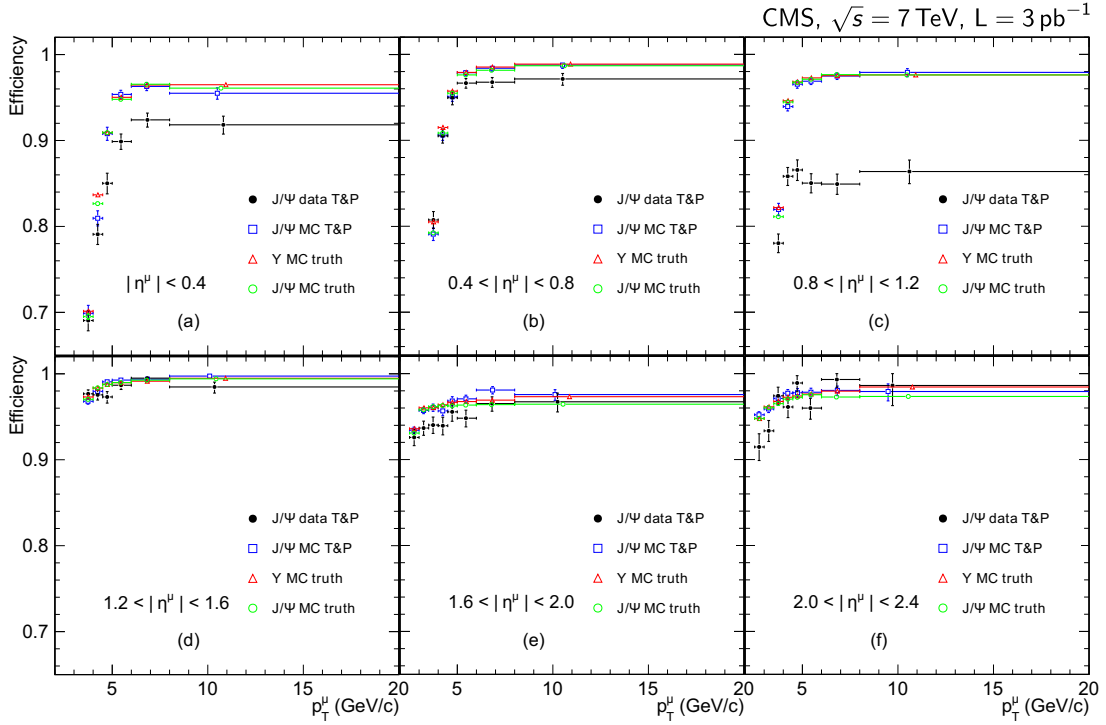 CMS, √s = 7 TeV, L = 3 pb⁻¹
Efficiency
1
0.9
0.8
0.7
J/Ψ data T&P
J/Ψ MC T&P
Υ MC truth
J/Ψ MC truth
| η^μ | < 0.4
(a)
J/Ψ data T&P
J/Ψ MC T&P
Υ MC truth
J/Ψ MC truth
0.4 < | η^μ | < 0.8
(b)
J/Ψ data T&P
J/Ψ MC T&P
Υ MC truth
J/Ψ MC truth
0.8 < | η^μ | < 1.2
(c)
Efficiency
1
0.9
0.8
0.7
J/Ψ data T&P
J/Ψ MC T&P
Υ MC truth
J/Ψ MC truth
1.2 < | η^μ | < 1.6
(d)
J/Ψ data T&P
J/Ψ MC T&P
Υ MC truth
J/Ψ MC truth
1.6 < | η^μ | < 2.0
(e)
J/Ψ data T&P
J/Ψ MC T&P
Υ MC truth
J/Ψ MC truth
2.0 < | η^μ | < 2.4
(f)
5 10 15 20 5 10 15 20 5 10 15 20
p_T^μ (GeV/c) p_T^μ (GeV/c) p_T^μ (GeV/c)